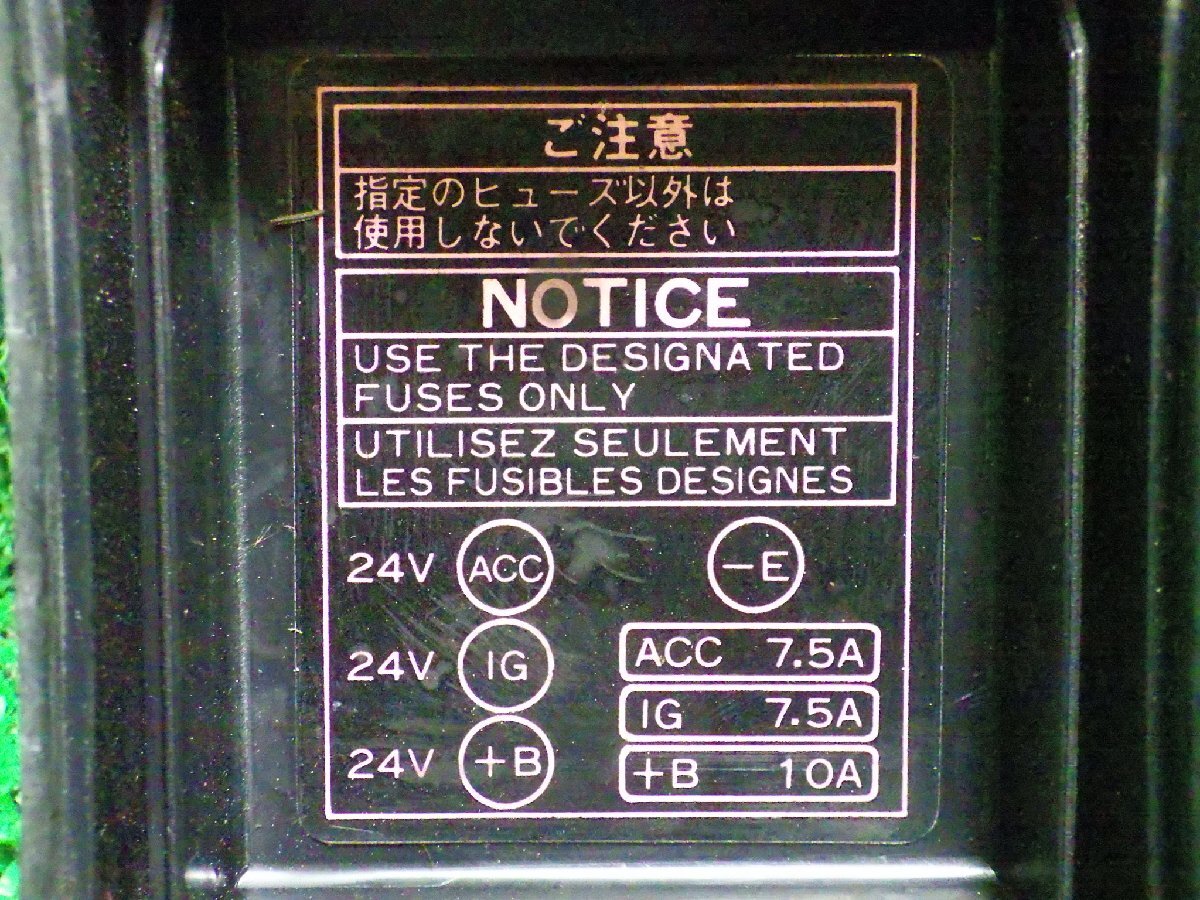 ご注意
指定のヒューズ以外は
使用しないでください
NOTICE
USE THE DESIGNATED
FUSES ONLY
UTILISEZ SEULEMENT
LES FUSIBLES DESIGNES
24V ACC −E
24V IG
24V +B
ACC 7.5A
IG 7.5A
+B 10A